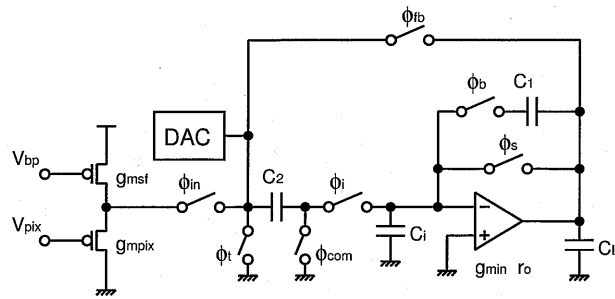 ϕfb
ϕb
C1
DAC
Vbp
gmsf
ϕs
ϕin
C2
ϕi
Vpix
gmpix
ϕt
ϕcom
Ci
−
+
gmin ro
CL